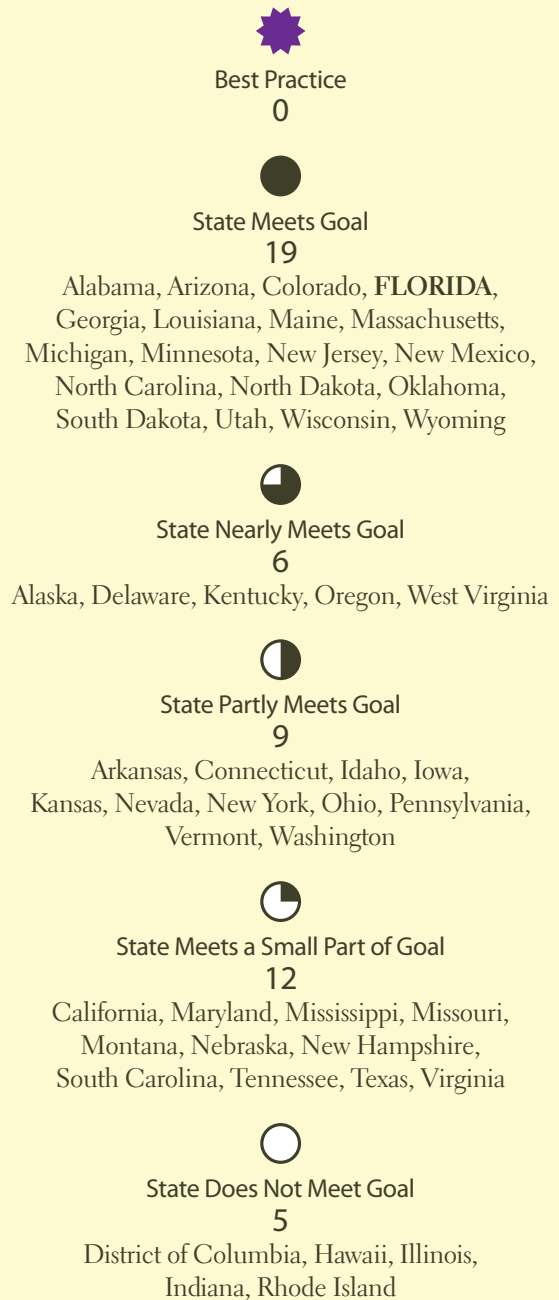 Best Practice
0
State Meets Goal
19
Alabama, Arizona, Colorado, FLORIDA,
Georgia, Louisiana, Maine, Massachusetts,
Michigan, Minnesota, New Jersey, New Mexico,
North Carolina, North Dakota, Oklahoma,
South Dakota, Utah, Wisconsin, Wyoming
State Nearly Meets Goal
6
Alaska, Delaware, Kentucky, Oregon, West Virginia
State Partly Meets Goal
9
Arkansas, Connecticut, Idaho, Iowa,
Kansas, Nevada, New York, Ohio, Pennsylvania,
Vermont, Washington
State Meets a Small Part of Goal
12
California, Maryland, Mississippi, Missouri,
Montana, Nebraska, New Hampshire,
South Carolina, Tennessee, Texas, Virginia
State Does Not Meet Goal
5
District of Columbia, Hawaii, Illinois,
Indiana, Rhode Island